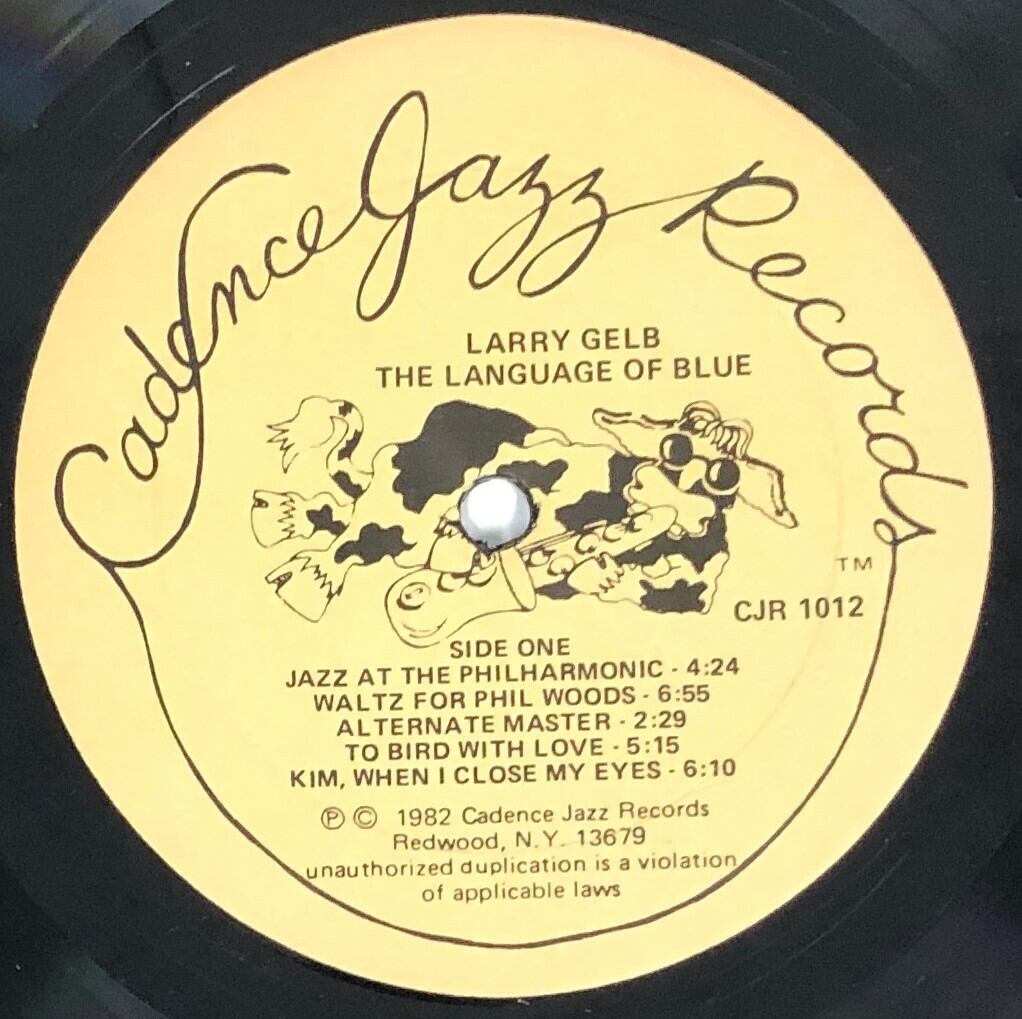 Cadence Jazz Records
LARRY GELB
THE LANGUAGE OF BLUE
TM
CJR 1012
SIDE ONE
JAZZ AT THE PHILHARMONIC - 4:24
WALTZ FOR PHIL WOODS - 6:55
ALTERNATE MASTER - 2:29
TO BIRD WITH LOVE - 5:15
KIM, WHEN I CLOSE MY EYES - 6:10
℗ © 1982 Cadence Jazz Records
Redwood, N.Y. 13679
unauthorized duplication is a violation
of applicable laws